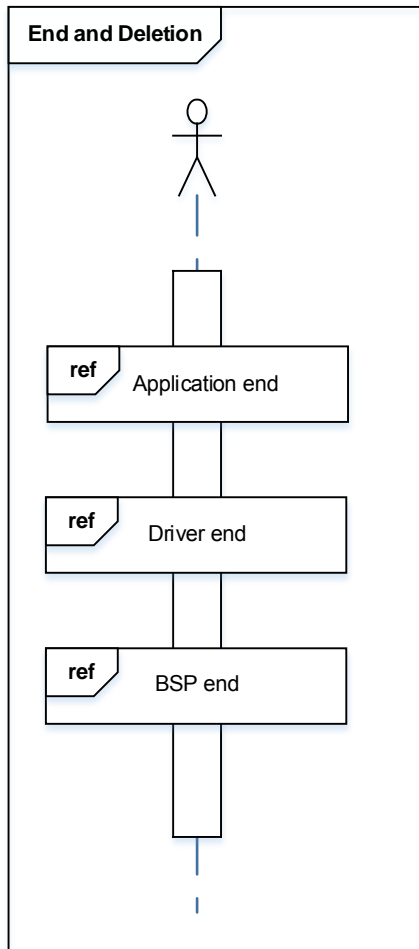 End and Deletion
ref
Application end
ref
Driver end
ref
BSP end